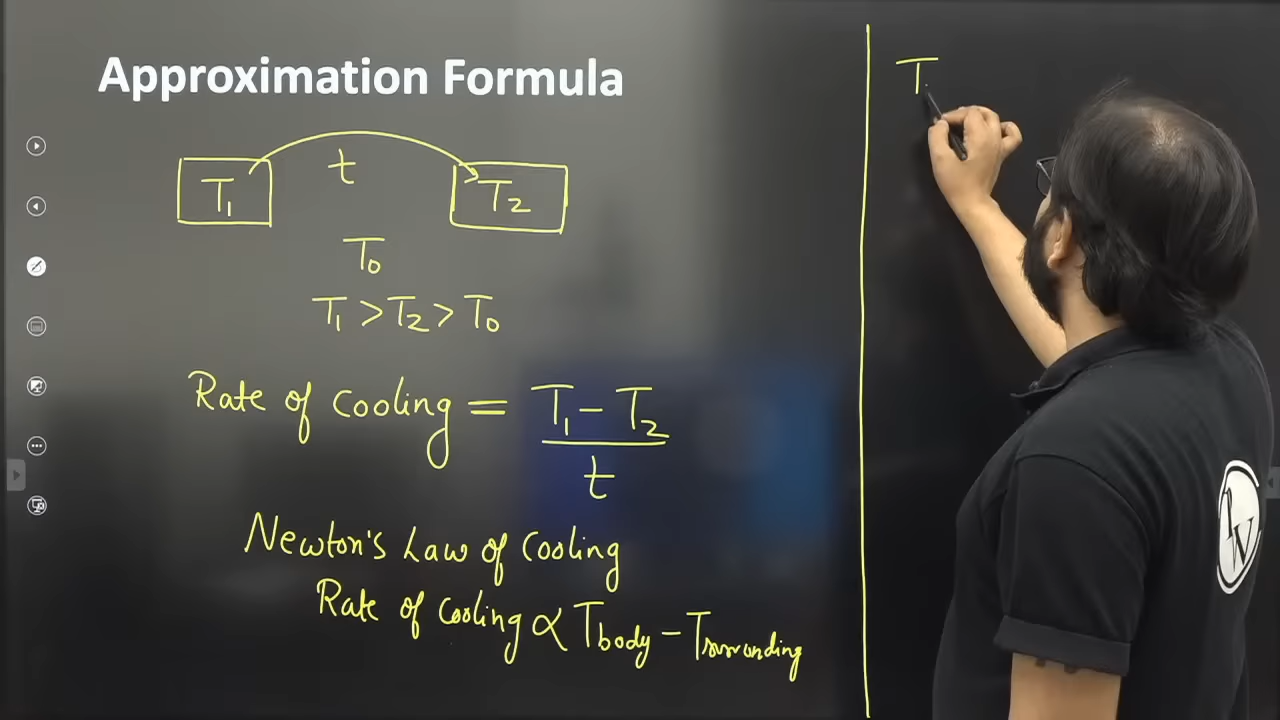 Approximation Formula
T1 t T2
T0
T1 > T2 > T0
Rate of cooling = T1 - T2
t
Newton's Law of Cooling
Rate of cooling ∝ Tbody - Tsurrounding
T
PW